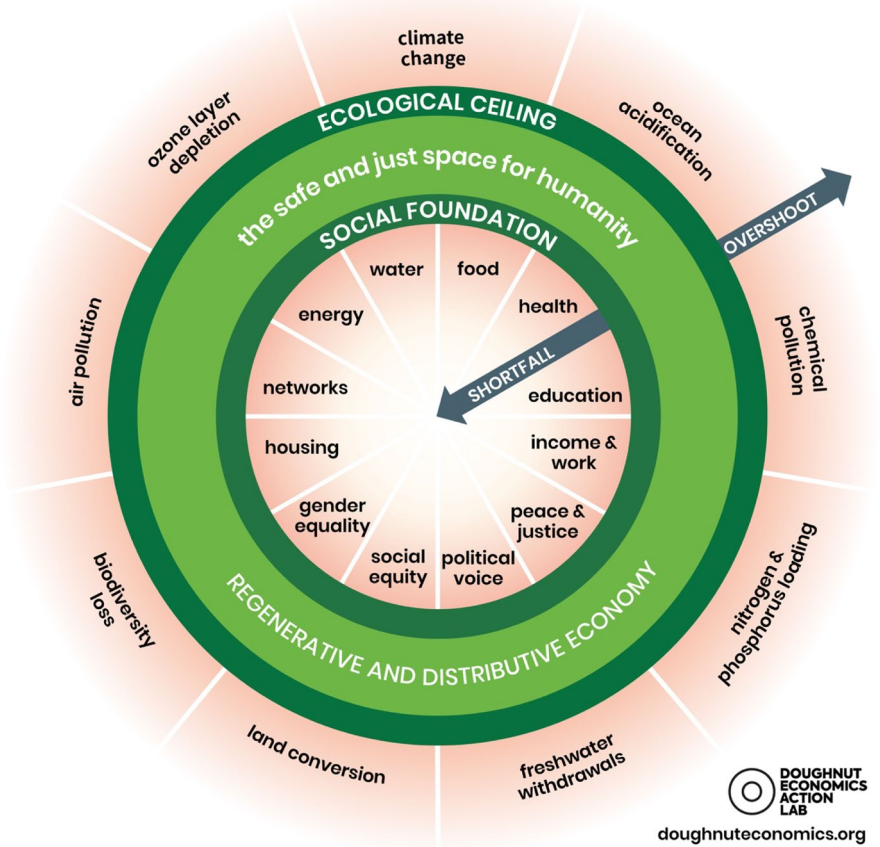 climate
change
ozone layer
depletion
ocean
acidification
ECOLOGICAL CEILING
the safe and just space for humanity
SOCIAL FOUNDATION
OVERSHOOT
water
food
energy
health
air pollution
chemical
pollution
SHORTFALL
networks
education
housing
income &
work
gender
equality
peace &
justice
social
equity
political
voice
biodiversity
loss
nitrogen &
phosphorus loading
REGENERATIVE AND DISTRIBUTIVE ECONOMY
land conversion
freshwater
withdrawals
DOUGHNUT
ECONOMICS
ACTION
LAB
doughnuteconomics.org